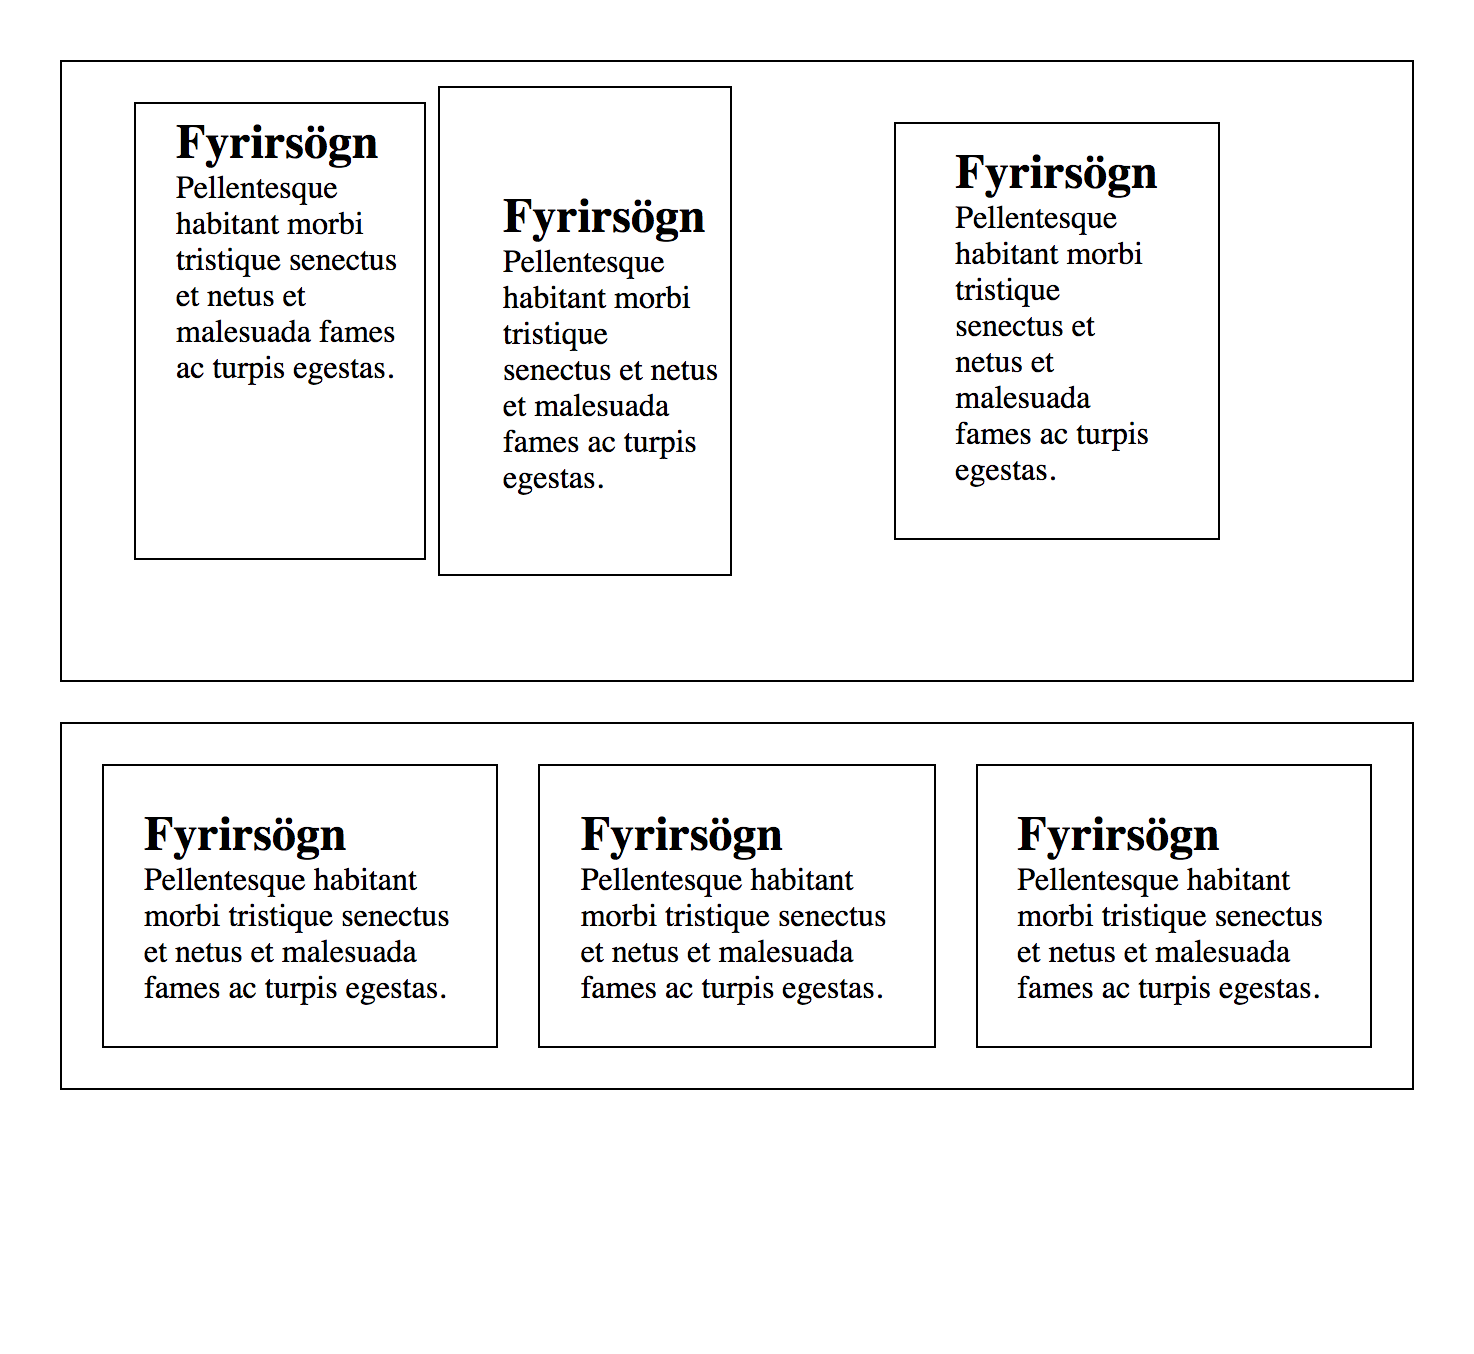 Fyrirsögn
Pellentesque
habitant morbi
tristique senectus
et netus et
malesuada fames
ac turpis egestas.
Fyrirsögn
Pellentesque
habitant morbi
tristique
senectus et netus
et malesuada
fames ac turpis
egestas.
Fyrirsögn
Pellentesque
habitant morbi
tristique
senectus et
netus et
malesuada
fames ac turpis
egestas.
Fyrirsögn
Pellentesque habitant
morbi tristique senectus
et netus et malesuada
fames ac turpis egestas.
Fyrirsögn
Pellentesque habitant
morbi tristique senectus
et netus et malesuada
fames ac turpis egestas.
Fyrirsögn
Pellentesque habitant
morbi tristique senectus
et netus et malesuada
fames ac turpis egestas.